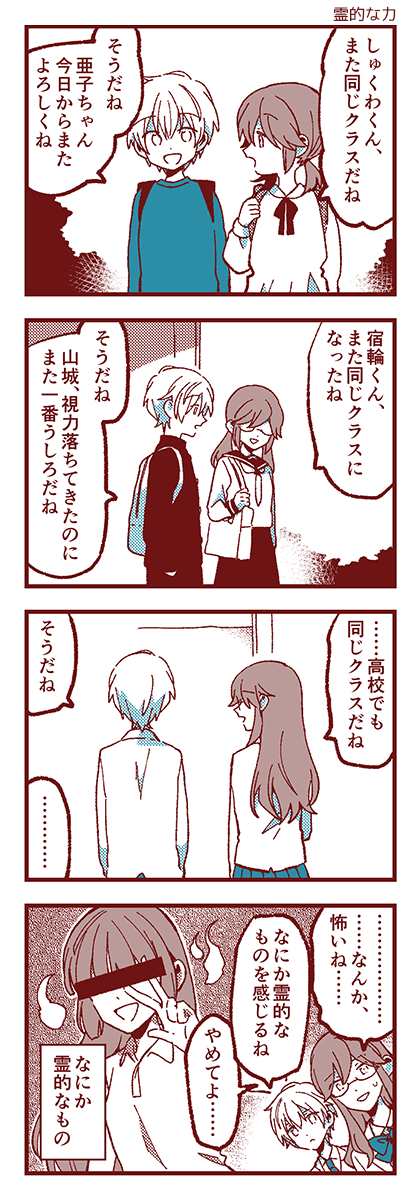 霊的な力
しゅくわくん、
また同じクラスだね
そうだね
亜子ちゃん
今日からまた
よろしくね
宿輪くん、
また同じクラスに
なったね
そうだね
山城、視力落ちてきたのに
また一番うしろだね
……高校でも
同じクラスだね
そうだね
…………
…………
……なんか、
怖いね……
なにか霊的な
ものを感じるね
やめてよ……
なにか
霊的なもの